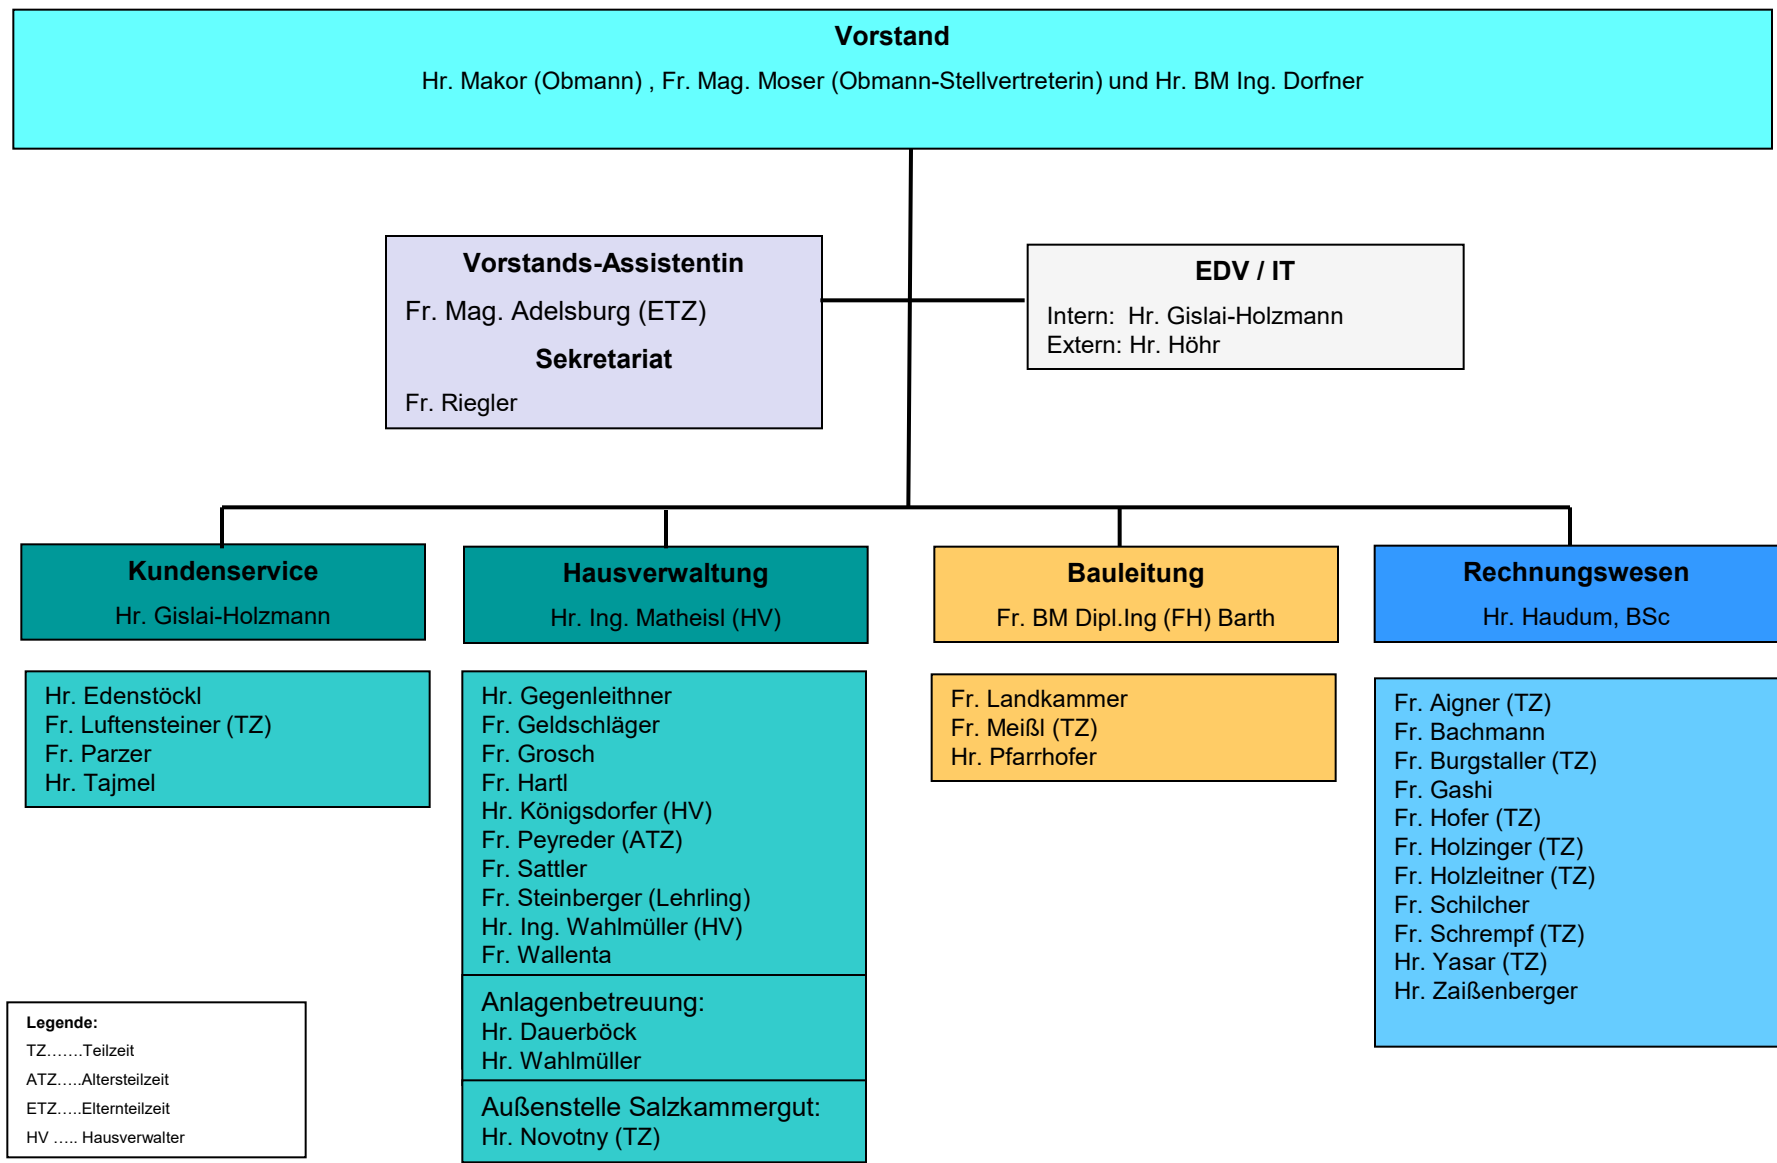 Vorstand
Hr. Makor (Obmann) , Fr. Mag. Moser (Obmann-Stellvertreterin) und Hr. BM Ing. Dorfner
Vorstands-Assistentin
Fr. Mag. Adelsburg (ETZ)
Sekretariat
Fr. Riegler
EDV / IT
Intern: Hr. Gislai-Holzmann
Extern: Hr. Höhr
Kundenservice
Hr. Gislai-Holzmann
Hr. Edenstöckl
Fr. Luftensteiner (TZ)
Fr. Parzer
Hr. Tajmel
Hausverwaltung
Hr. Ing. Matheisl (HV)
Hr. Gegenleithner
Fr. Geldschläger
Fr. Grosch
Fr. Hartl
Hr. Königsdorfer (HV)
Fr. Peyreder (ATZ)
Fr. Sattler
Fr. Steinberger (Lehrling)
Hr. Ing. Wahlmüller (HV)
Fr. Wallenta
Anlagenbetreuung:
Hr. Dauerböck
Hr. Wahlmüller
Außenstelle Salzkammergut:
Hr. Novotny (TZ)
Bauleitung
Fr. BM Dipl.Ing (FH) Barth
Fr. Landkammer
Fr. Meißl (TZ)
Hr. Pfarrhofer
Rechnungswesen
Hr. Haudum, BSc
Fr. Aigner (TZ)
Fr. Bachmann
Fr. Burgstaller (TZ)
Fr. Gashi
Fr. Hofer (TZ)
Fr. Holzinger (TZ)
Fr. Holzleitner (TZ)
Fr. Schilcher
Fr. Schrempf (TZ)
Hr. Yasar (TZ)
Hr. Zaißenberger
Legende:
TZ.......Teilzeit
ATZ.....Altersteilzeit
ETZ.....Elternteilzeit
HV ..... Hausverwalter